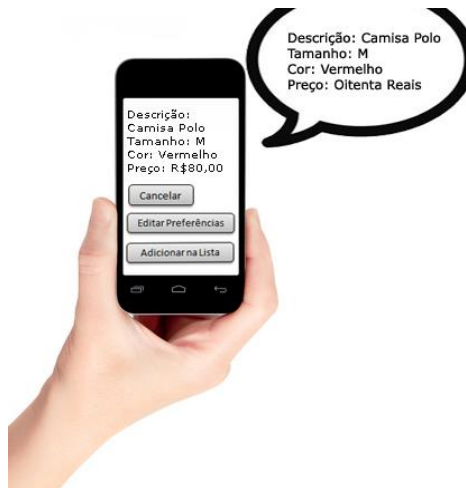 Descrição: Camisa Polo
Tamanho: M
Cor: Vermelho
Preço: Oitenta Reais
Descrição:
Camisa Polo
Tamanho: M
Cor: Vermelho
Preço: R$80,00
Cancelar
Editar Preferências
Adicionar na Lista